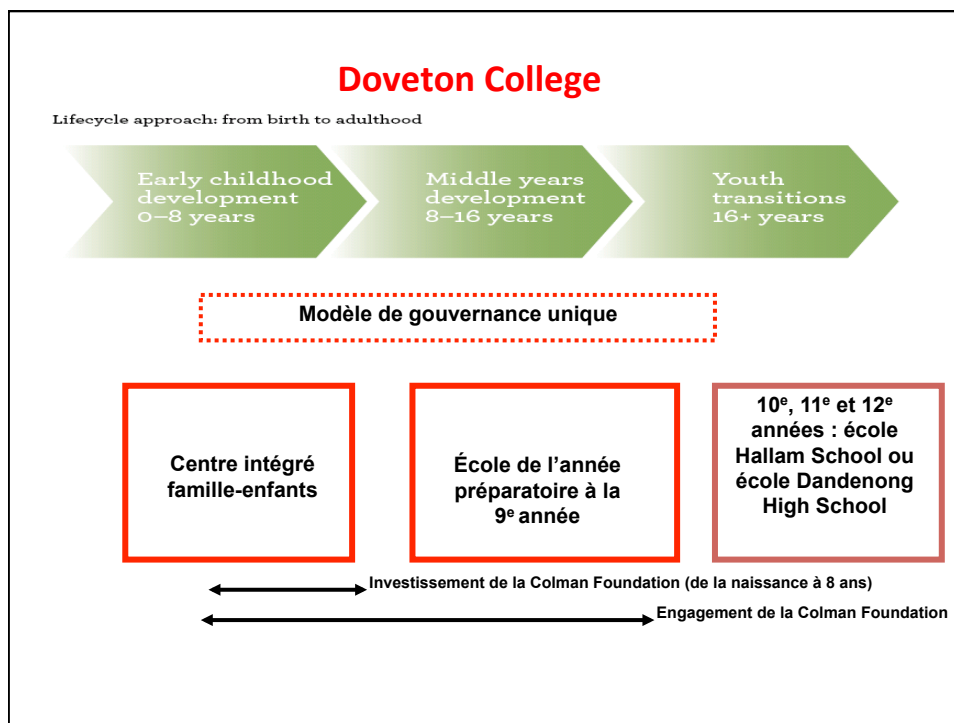 Doveton College
Lifecycle approach: from birth to adulthood
Early childhood
development
0–8 years
Middle years
development
8–16 years
Youth
transitions
16+ years
Modèle de gouvernance unique
Centre intégré
famille-enfants
École de l’année
préparatoire à la
9e année
10e, 11e et 12e
années : école
Hallam School ou
école Dandenong
High School
Investissement de la Colman Foundation (de la naissance à 8 ans)
Engagement de la Colman Foundation